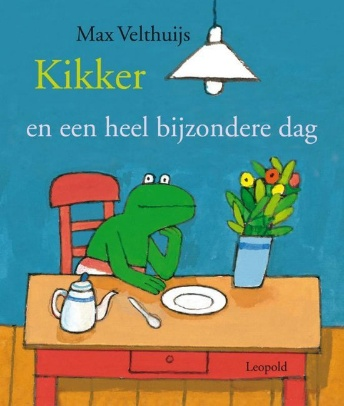 Max Velthuijs
Kikker
en een heel bijzondere dag
Leopold